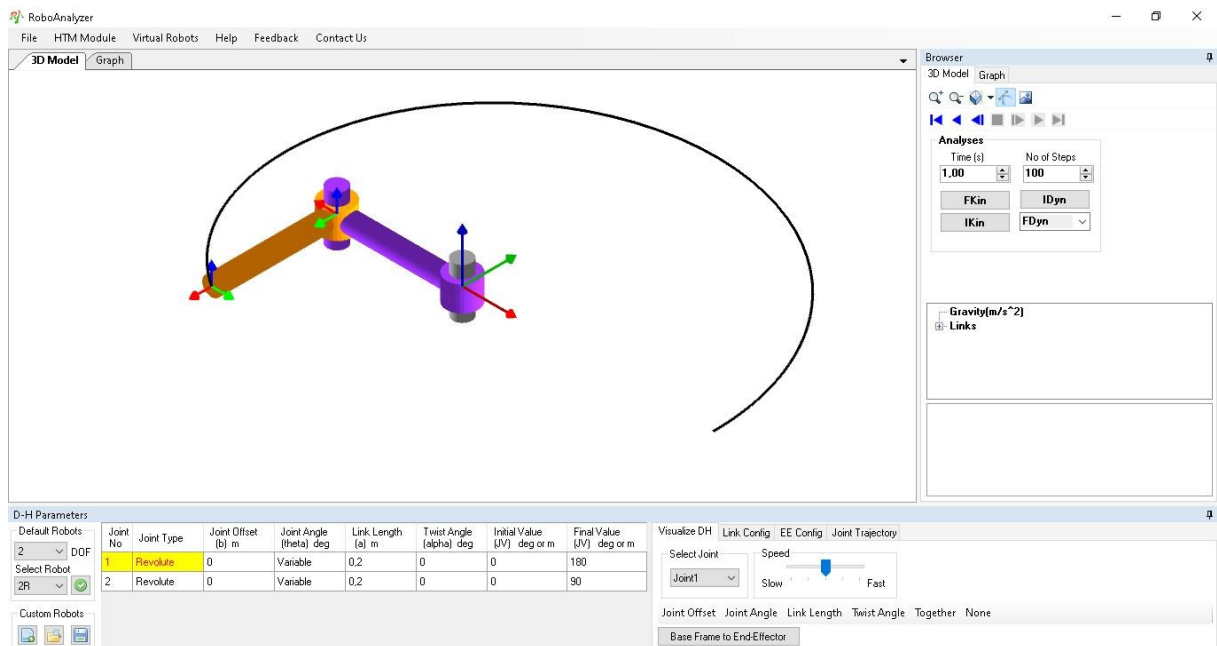 RoboAnalyzer
File HTM Module Virtual Robots Help Feedback Contact Us
3D Model Graph
Browser
3D Model Graph
Analyses
Time (s) No of Steps
1,00 100
FKin IDyn
IKin FDyn
Gravity(m/s^2)
Links
D-H Parameters
Default Robots
2 DOF
Select Robot
2R
Custom Robots
Joint No Joint Type Joint Offset (b) m Joint Angle (theta) deg Link Length (a) m Twist Angle (alpha) deg Initial Value (JV) deg or m Final Value (JV) deg or m
1 Revolute 0 Variable 0,2 0 0 180
2 Revolute 0 Variable 0,2 0 0 90
Visualize DH Link Config EE Config Joint Trajectory
Select Joint Speed
Joint1 Slow Fast
Joint Offset Joint Angle Link Length Twist Angle Together None
Base Frame to End-Effector